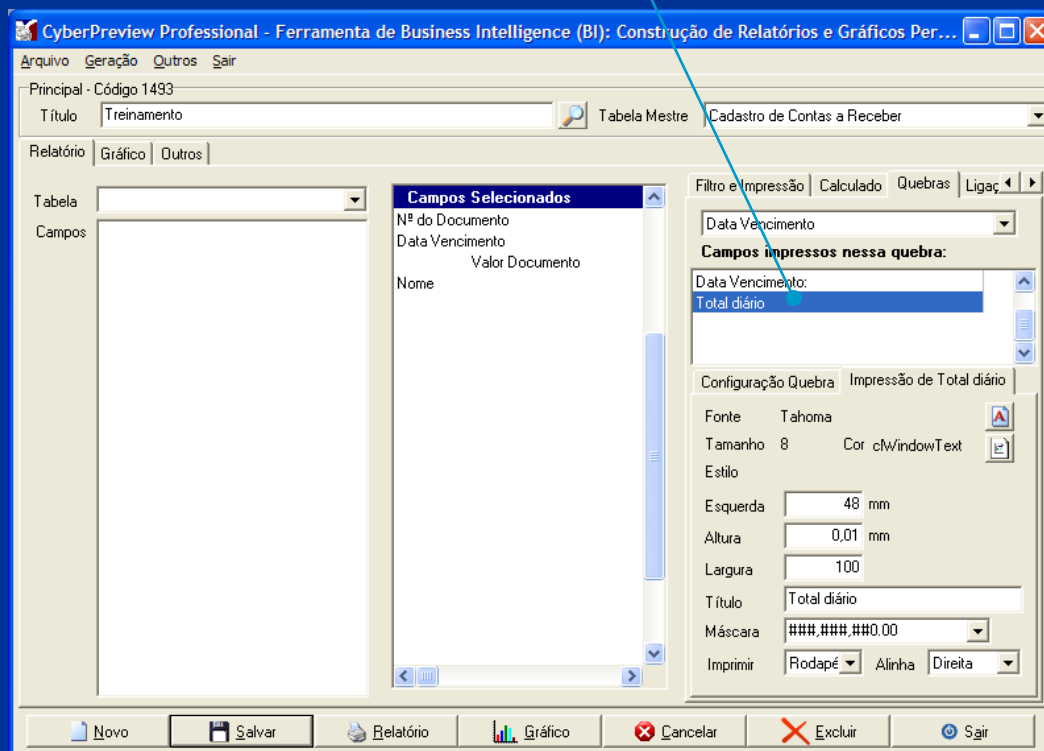 CyberPreview Professional - Ferramenta de Business Intelligence (BI): Construção de Relatórios e Gráficos Per...
Arquivo Geração Outros Sair
Principal - Código 1493
Título Treinamento Tabela Mestre Cadastro de Contas a Receber
Relatório Gráfico Outros
Tabela
Campos
Campos Selecionados
Nº do Documento
Data Vencimento
Valor Documento
Nome
Filtro e Impressão Calculado Quebras Ligaç
Data Vencimento
Campos impressos nessa quebra:
Data Vencimento:
Total diário
Configuração Quebra Impressão de Total diário
Fonte Tahoma
Tamanho 8 Cor clWindowText
Estilo
Esquerda 48 mm
Altura 0,01 mm
Largura 100
Título Total diário
Máscara ###,###,##0.00
Imprimir Rodapé Alinha Direita
Novo Salvar Relatório Gráfico Cancelar Excluir Sair